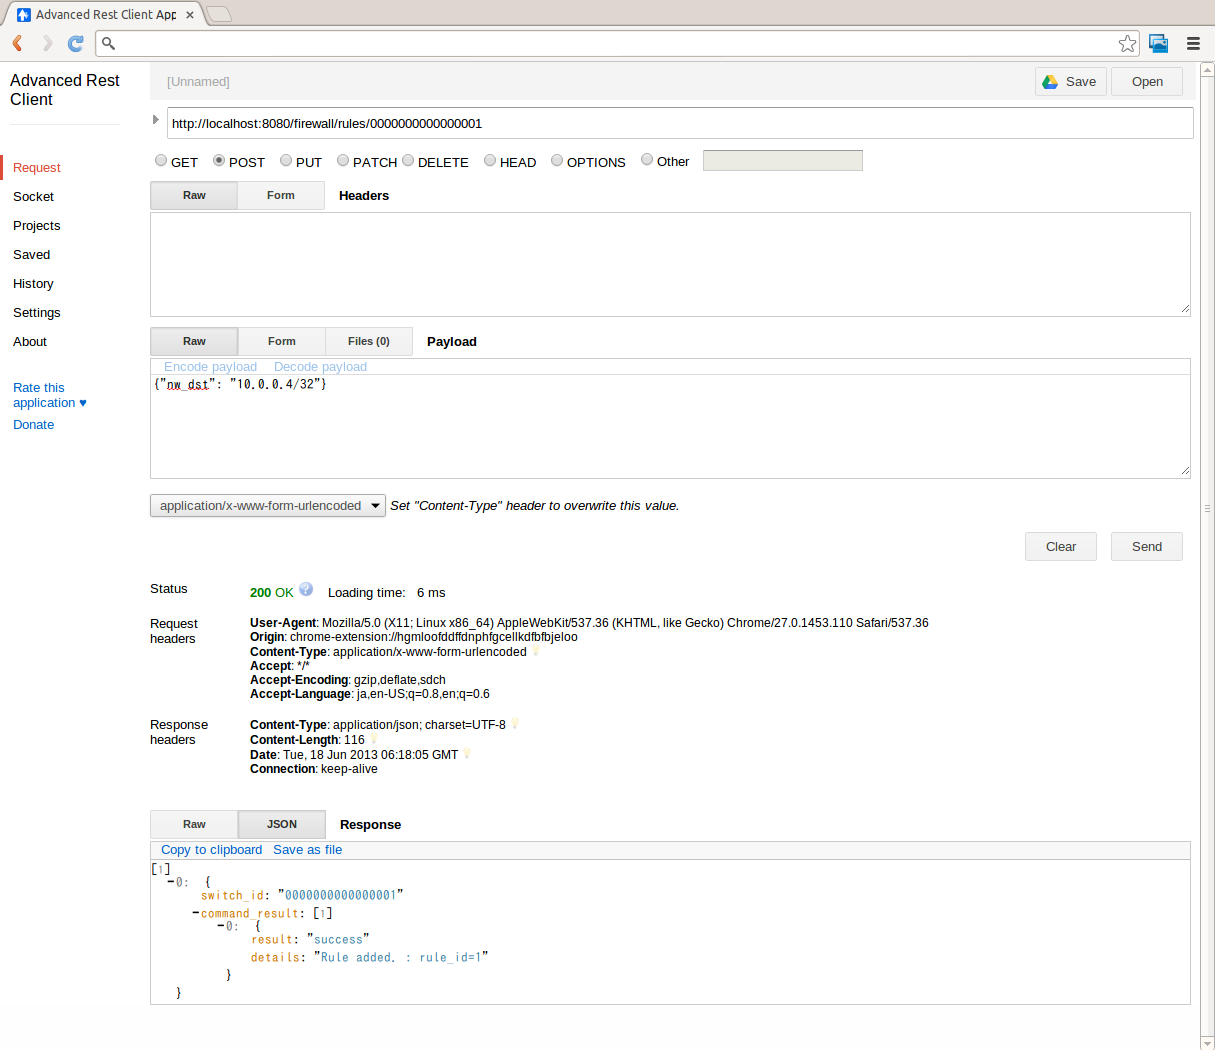 Advanced Rest Client App
Advanced Rest
Client
[Unnamed]
Save
Open
http://localhost:8080/firewall/rules/0000000000000001
GET POST PUT PATCH DELETE HEAD OPTIONS Other
Request
Socket
Projects
Saved
History
Settings
About
Rate this
application ♥
Donate
Raw Form Headers
Raw Form Files (0) Payload
Encode payload Decode payload
{"nw_dst": "10.0.0.4/32"}
application/x-www-form-urlencoded Set "Content-Type" header to overwrite this value.
Clear Send
Status 200 OK ? Loading time: 6 ms
Request
headers
User-Agent: Mozilla/5.0 (X11; Linux x86_64) AppleWebKit/537.36 (KHTML, like Gecko) Chrome/27.0.1453.110 Safari/537.36
Origin: chrome-extension://hgmloofddffdnphfgcellkdfbfbjeloo
Content-Type: application/x-www-form-urlencoded
Accept: */*
Accept-Encoding: gzip,deflate,sdch
Accept-Language: ja,en-US;q=0.8,en;q=0.6
Response
headers
Content-Type: application/json; charset=UTF-8
Content-Length: 116
Date: Tue, 18 Jun 2013 06:18:05 GMT
Connection: keep-alive
Raw JSON Response
Copy to clipboard Save as file
[1]
-0: {
switch_id: "0000000000000001"
-command_result: [1]
-0: {
result: "success"
details: "Rule added. : rule_id=1"
}
}